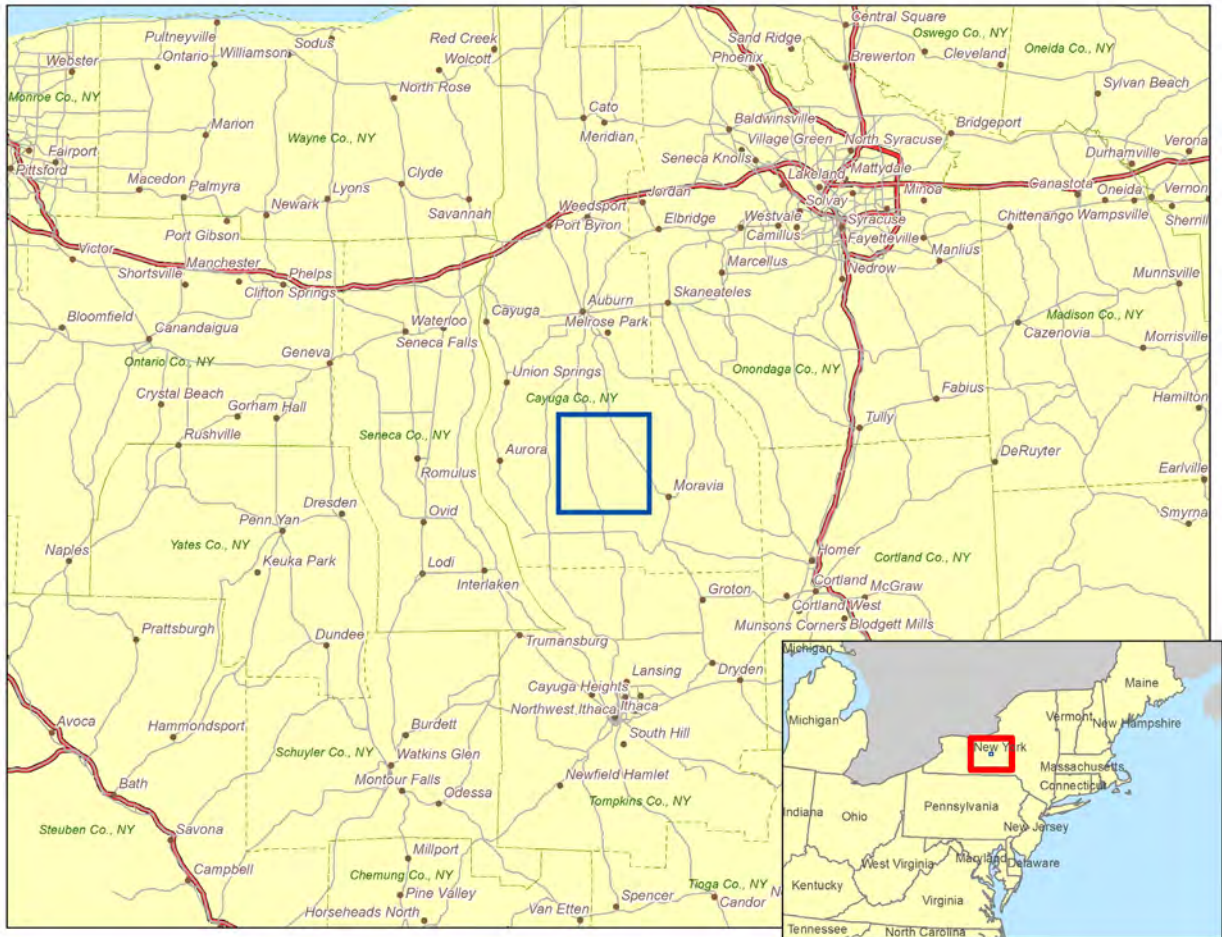 Central Square
Pultneyville
Sodus
Red Creek
Sand Ridge
Oswego Co., NY
Oneida Co., NY
Ontario
Williamson
Wolcott
Phoenix
Brewerton
Cleveland
Webster
Sylvan Beach
Monroe Co., NY
North Rose
Cato
Meridian
Baldwinsville
Bridgeport
Marion
Wayne Co., NY
Village Green
North Syracuse
Verona
Fairport
Seneca Knolls
Mattydale
Durhamville
Pittsford
Macedon
Palmyra
Lyons
Clyde
Jordan
Lakeland
Minoa
Canastota
Oneida
Vernon
Newark
Savannah
Weedsport
Solvay
Port Byron
Elbridge
Westvale
Syracuse
Chittenango
Wampsville
Sherrill
Port Gibson
Camillus
Fayetteville
Victor
Manchester
Manlius
Shortsville
Phelps
Marcellus
Nedrow
Munnsville
Clifton Springs
Auburn
Skaneateles
Bloomfield
Canandaigua
Waterloo
Cayuga
Melrose Park
Madison Co., NY
Cazenovia
Seneca Falls
Morrisville
Ontario Co., NY
Geneva
Onondaga Co., NY
Union Springs
Fabius
Crystal Beach
Cayuga Co., NY
Hamilton
Gorham
Hall
Tully
Rushville
Seneca Co., NY
Aurora
DeRuyter
Romulus
Earlville
Moravia
Dresden
Penn Yan
Ovid
Smyrna
Naples
Yates Co., NY
Homer
Cortland Co., NY
Keuka Park
Lodi
Interlaken
Cortland
McGraw
Groton
Cortland West
Prattsburgh
Dundee
Trumansburg
Munsons Corners
Blodgett Mills
Lansing
Dryden
Cayuga Heights
Northwest Ithaca
Ithaca
Avoca
Hammondsport
Burdett
South Hill
Schuyler Co., NY
Watkins Glen
Montour Falls
Newfield Hamlet
Bath
Odessa
Tompkins Co., NY
Steuben Co., NY
Savona
Campbell
Millport
Chemung Co., NY
Tioga Co., NY
Pine Valley
Spencer
Candor
Horseheads North
Van Etten
Michigan
Maine
Michigan
Vermont
New Hampshire
New York
Massachusetts
Connecticut
Indiana
Ohio
Pennsylvania
New Jersey
West Virginia
Maryland
Delaware
Kentucky
Virginia
Tennessee
North Carolina